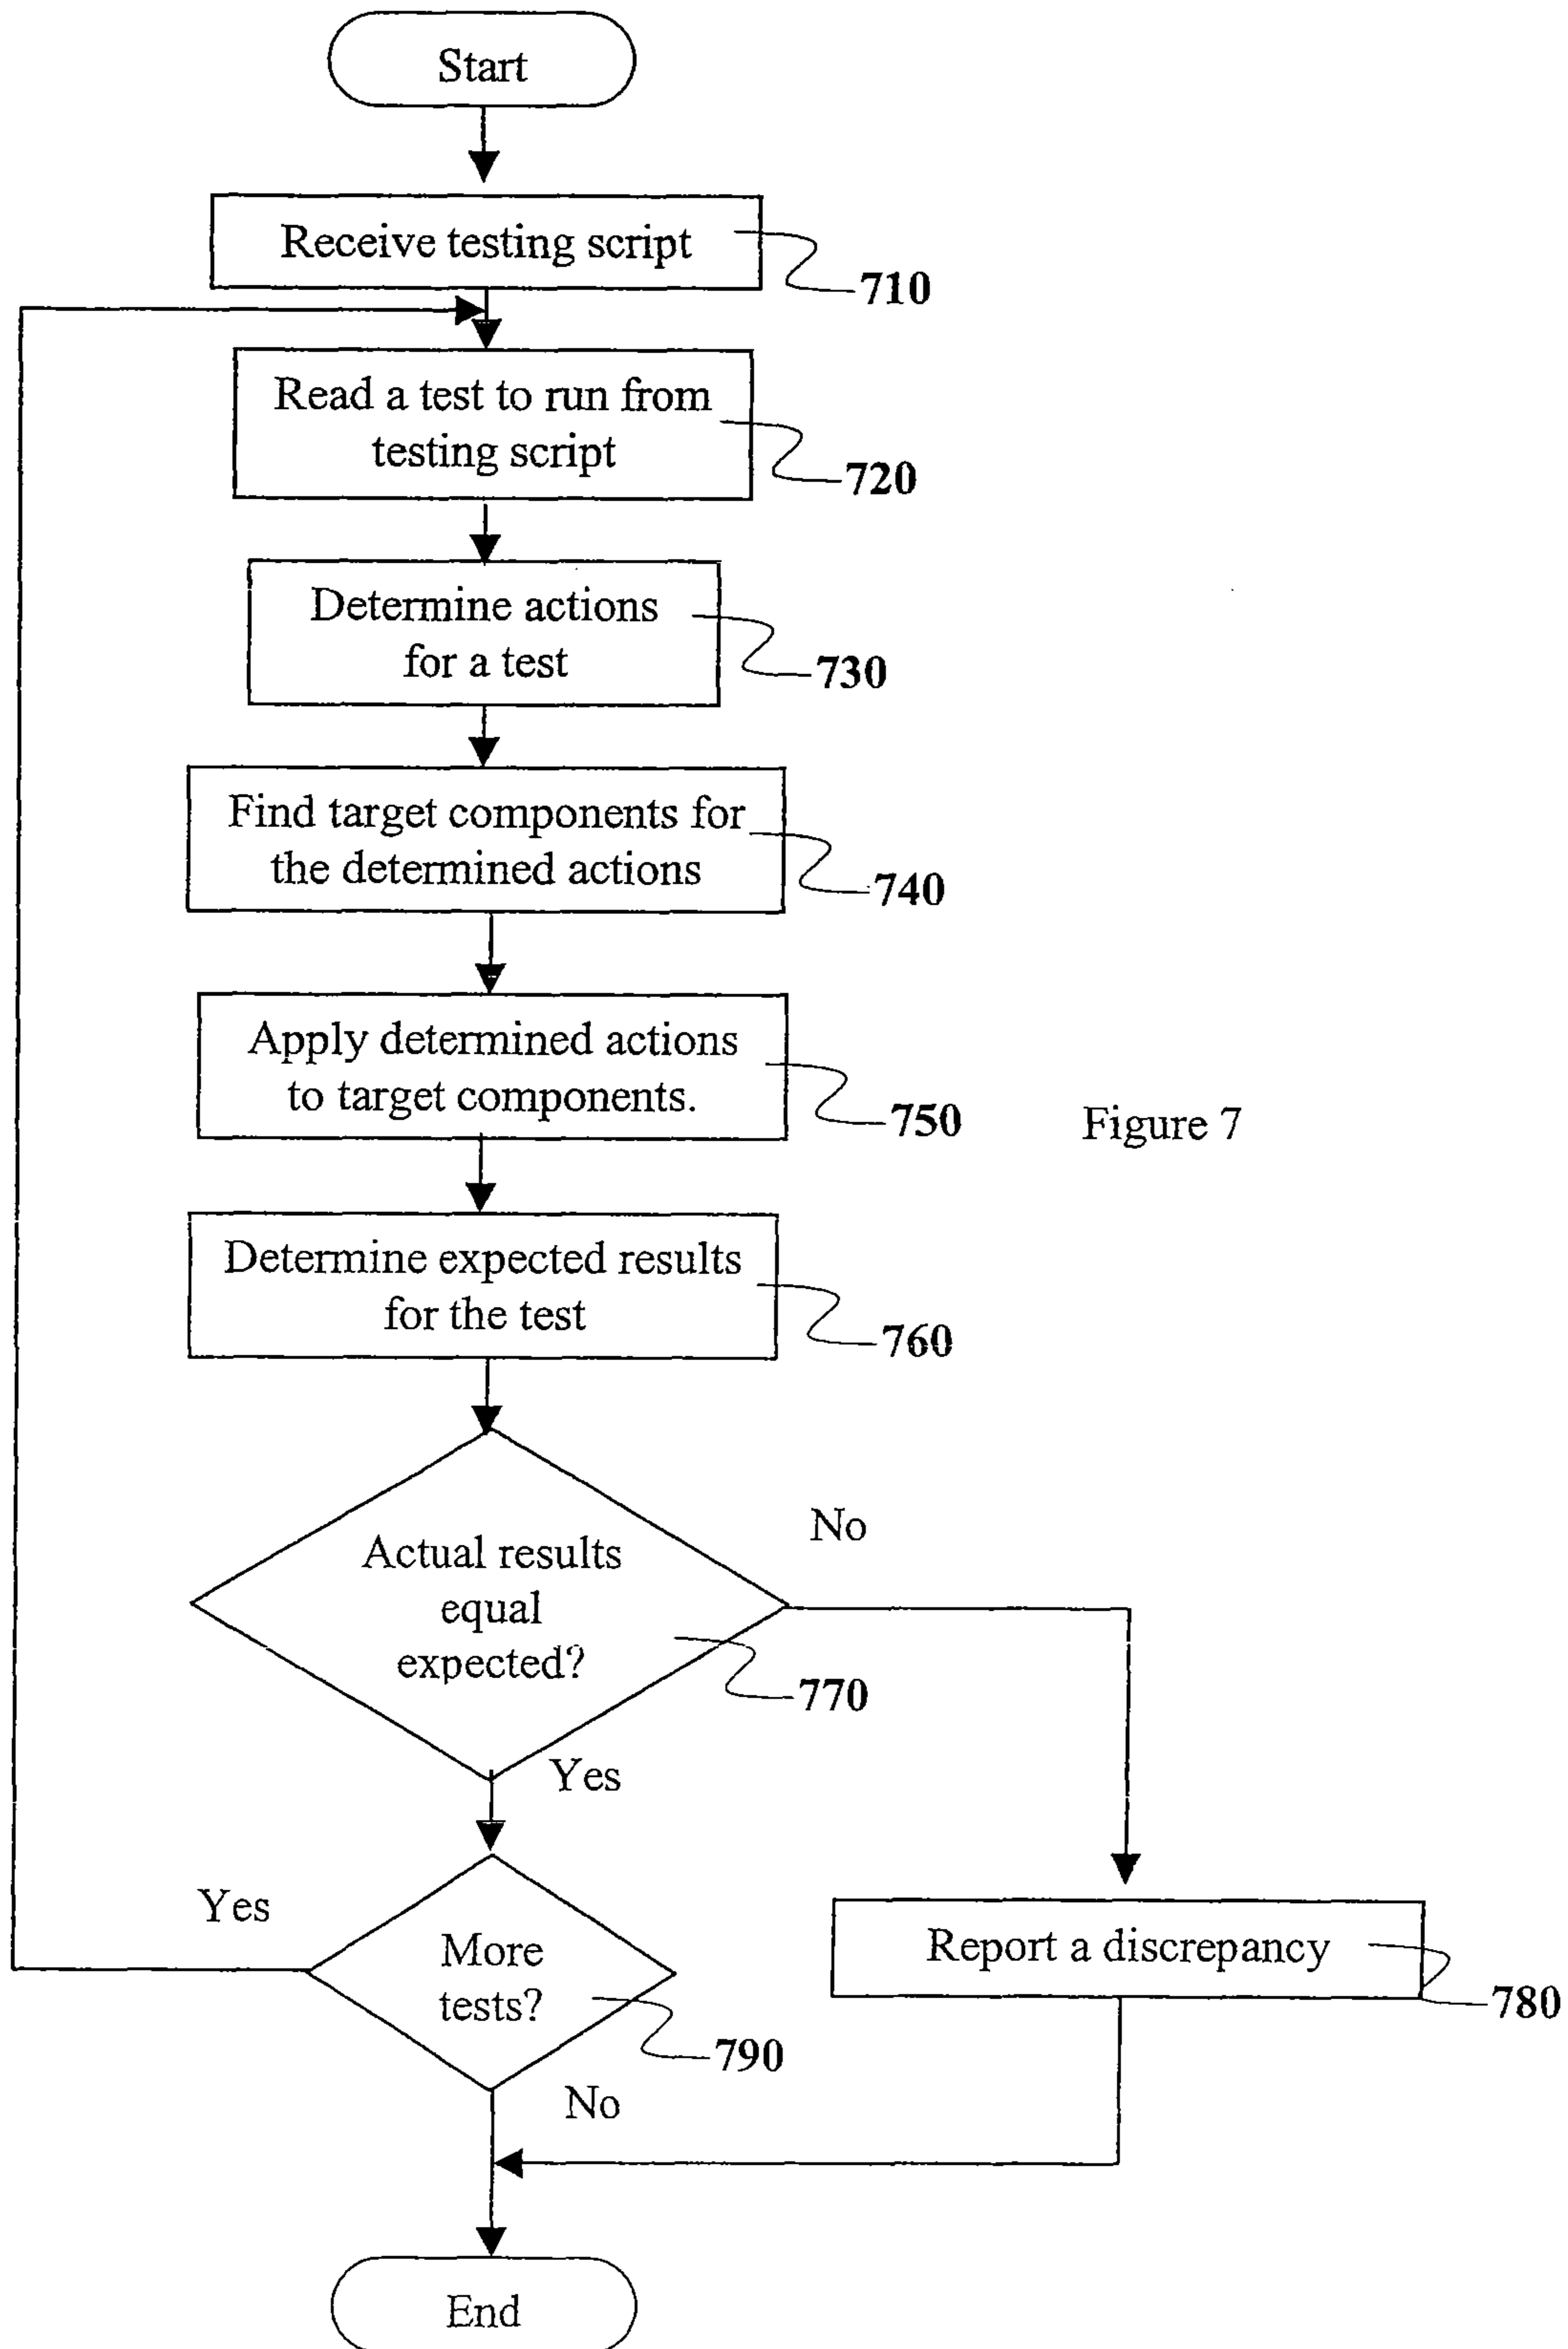 Start
Receive testing script
710
Read a test to run from
testing script
720
Determine actions
for a test
730
Find target components for
the determined actions
740
Apply determined actions
to target components.
750
Figure 7
Determine expected results
for the test
760
Actual results
equal
expected?
No
770
Yes
Yes
More
tests?
790
Report a discrepancy
780
No
End